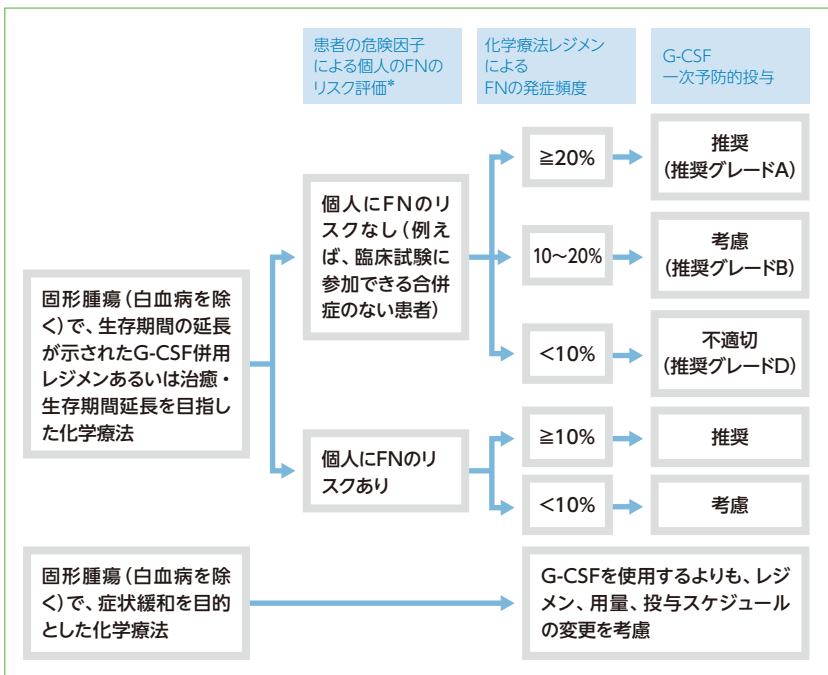 患者の危険因子
による個人のFNの
リスク評価*
化学療法レジメン
による
FNの発症頻度
G-CSF
一次予防的投与
固形腫瘍（白血病を除
く）で、生存期間の延長
が示されたG-CSF併用
レジメンあるいは治癒・
生存期間延長を目指し
た化学療法
個人にFNのリ
スクなし（例え
ば、臨床試験に
参加できる合併
症のない患者）
≧20%
推奨
（推奨グレードA）
10〜20%
考慮
（推奨グレードB）
＜10%
不適切
（推奨グレードD）
個人にFNのリ
スクあり
≧10%
推奨
＜10%
考慮
固形腫瘍（白血病を除
く）で、症状緩和を目的
とした化学療法
G-CSFを使用するよりも、レジ
メン、用量、投与スケジュール
の変更を考慮